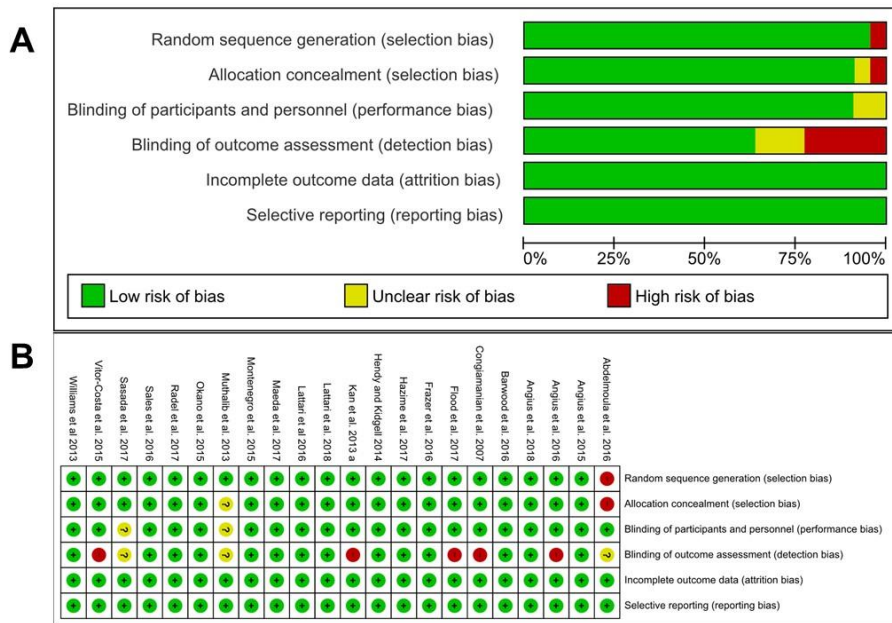 A
Random sequence generation (selection bias)
Allocation concealment (selection bias)
Blinding of participants and personnel (performance bias)
Blinding of outcome assessment (detection bias)
Incomplete outcome data (attrition bias)
Selective reporting (reporting bias)
0% 25% 50% 75% 100%
Low risk of bias Unclear risk of bias High risk of bias
B
Williams et al 2013
Vitor-Costa et al. 2015
Sasada et al. 2017
Sales et al. 2016
Radel et al. 2017
Okano et al. 2015
Muthalib et al. 2013
Montenegro et al. 2015
Maeda et al. 2017
Lattari et al 2016
Lattari et al. 2018
Kan et al. 2013 a
Hendy and Kidgell 2014
Hazime et al. 2017
Frazer et al. 2016
Flood et al. 2017
Congiamanian et al. 2007
Barwood et al. 2016
Angius et al. 2018
Angius et al. 2016
Angius et al. 2015
Abdelmoula et al. 2016
+ + + + + + + + + + + + + + + + + + + + + Random sequence generation (selection bias)
+ + + + + + ? + + + + + + + + + + + + + + Allocation concealment (selection bias)
+ + ? + + + ? + + + + + + + + + + + + + + + Blinding of participants and personnel (performance bias)
+ ? + + + ? + + + + + + + + + + ? Blinding of outcome assessment (detection bias)
+ + + + + + + + + + + + + + + + + + + + + + Incomplete outcome data (attrition bias)
+ + + + + + + + + + + + + + + + + + + + + + Selective reporting (reporting bias)